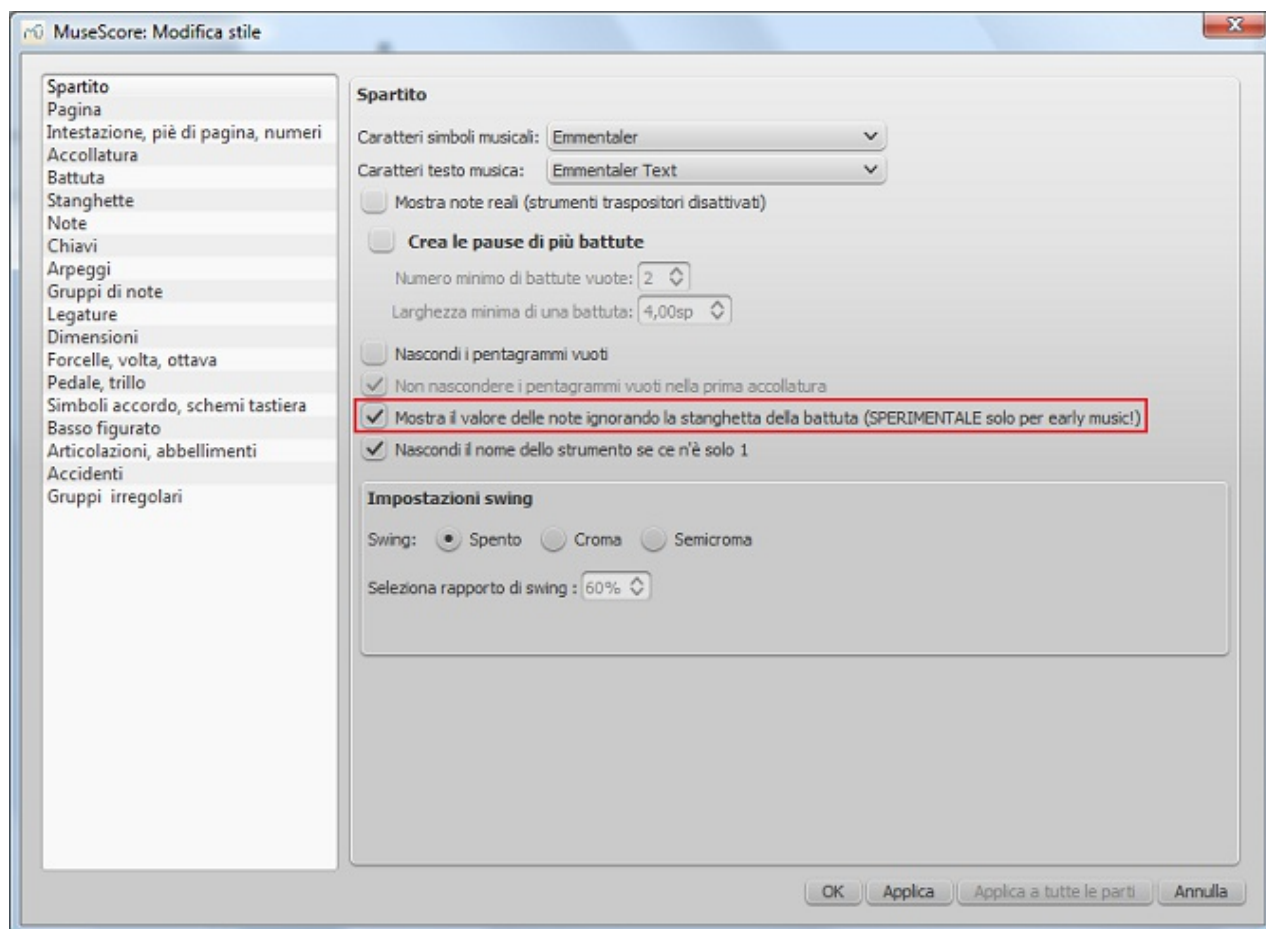 MuseScore: Modifica stile
Spartito
Pagina
Intestazione, piè di pagina, numeri
Accollatura
Battuta
Stanghette
Note
Chiavi
Arpeggi
Gruppi di note
Legature
Dimensioni
Forcelle, volta, ottava
Pedale, trillo
Simboli accordo, schemi tastiera
Basso figurato
Articolazioni, abbellimenti
Accidenti
Gruppi irregolari
Spartito
Caratteri simboli musicali: Emmentaler
Caratteri testo musica: Emmentaler Text
Mostra note reali (strumenti traspositori disattivati)
Crea le pause di più battute
Numero minimo di battute vuote: 2
Larghezza minima di una battuta: 4,00sp
Nascondi i pentagrammi vuoti
Non nascondere i pentagrammi vuoti nella prima accollatura
Mostra il valore delle note ignorando la stanghetta della battuta (SPERIMENTALE solo per early music!)
Nascondi il nome dello strumento se ce n'è solo 1
Impostazioni swing
Swing: Spento Croma Semicroma
Seleziona rapporto di swing : 60%
OK Applica Applica a tutte le parti Annulla